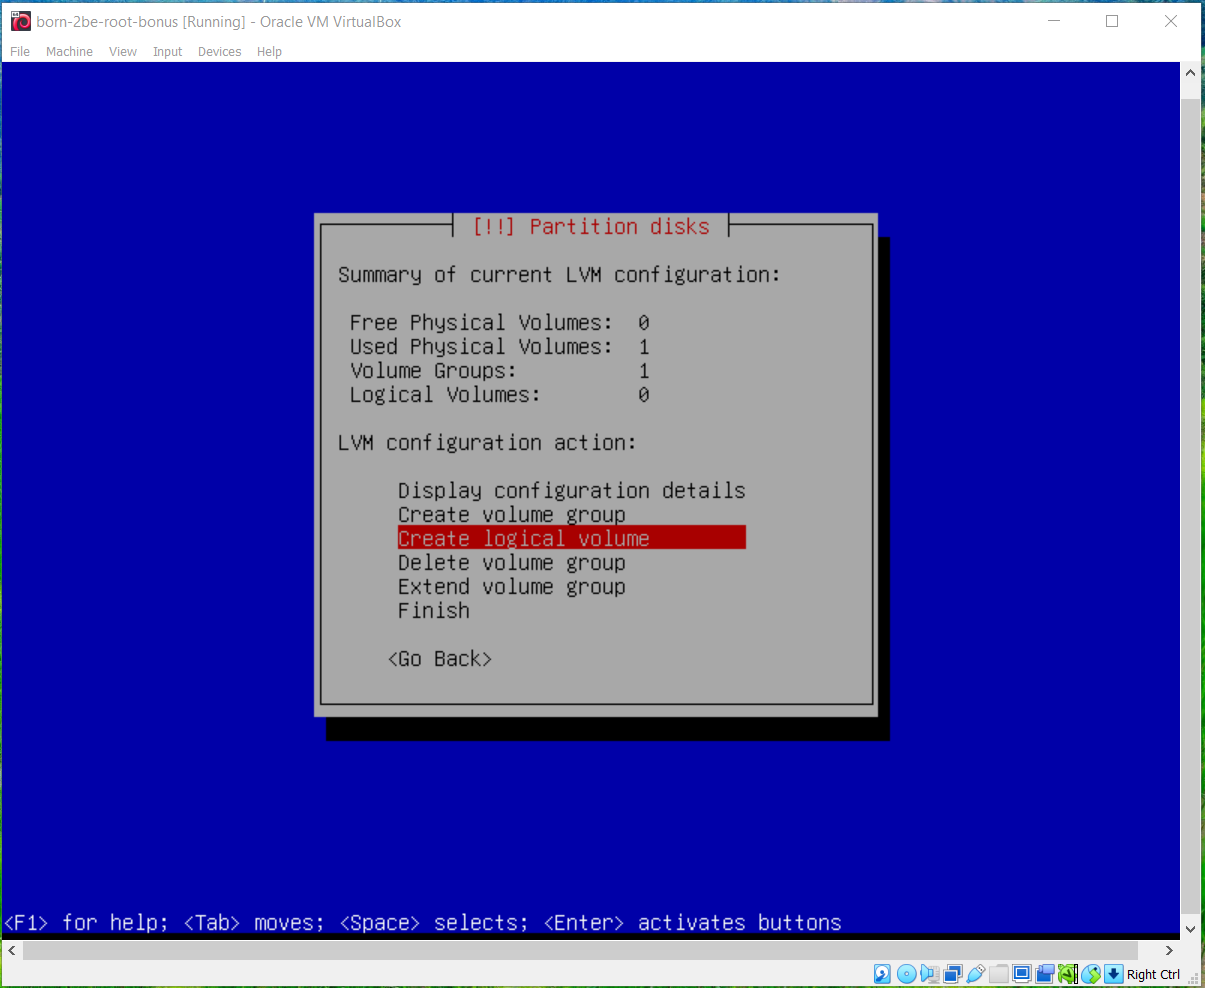 born-2be-root-bonus [Running] - Oracle VM VirtualBox
File Machine View Input Devices Help
[!!] Partition disks
Summary of current LVM configuration:
Free Physical Volumes: 0
Used Physical Volumes: 1
Volume Groups: 1
Logical Volumes: 0
LVM configuration action:
Display configuration details
Create volume group
Create logical volume
Delete volume group
Extend volume group
Finish
<Go Back>
<F1> for help; <Tab> moves; <Space> selects; <Enter> activates buttons
Right Ctrl